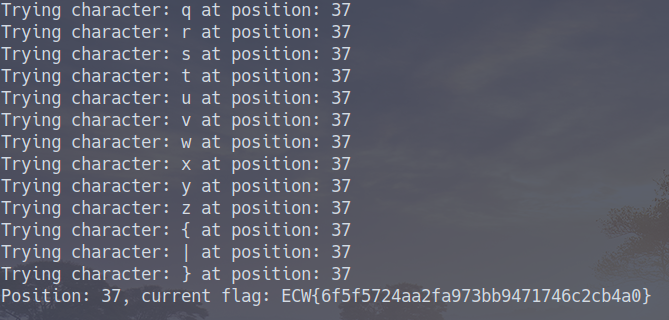 Trying character: q at position: 37
Trying character: r at position: 37
Trying character: s at position: 37
Trying character: t at position: 37
Trying character: u at position: 37
Trying character: v at position: 37
Trying character: w at position: 37
Trying character: x at position: 37
Trying character: y at position: 37
Trying character: z at position: 37
Trying character: { at position: 37
Trying character: | at position: 37
Trying character: } at position: 37
Position: 37, current flag: ECW{6f5f5724aa2fa973bb9471746c2cb4a0}